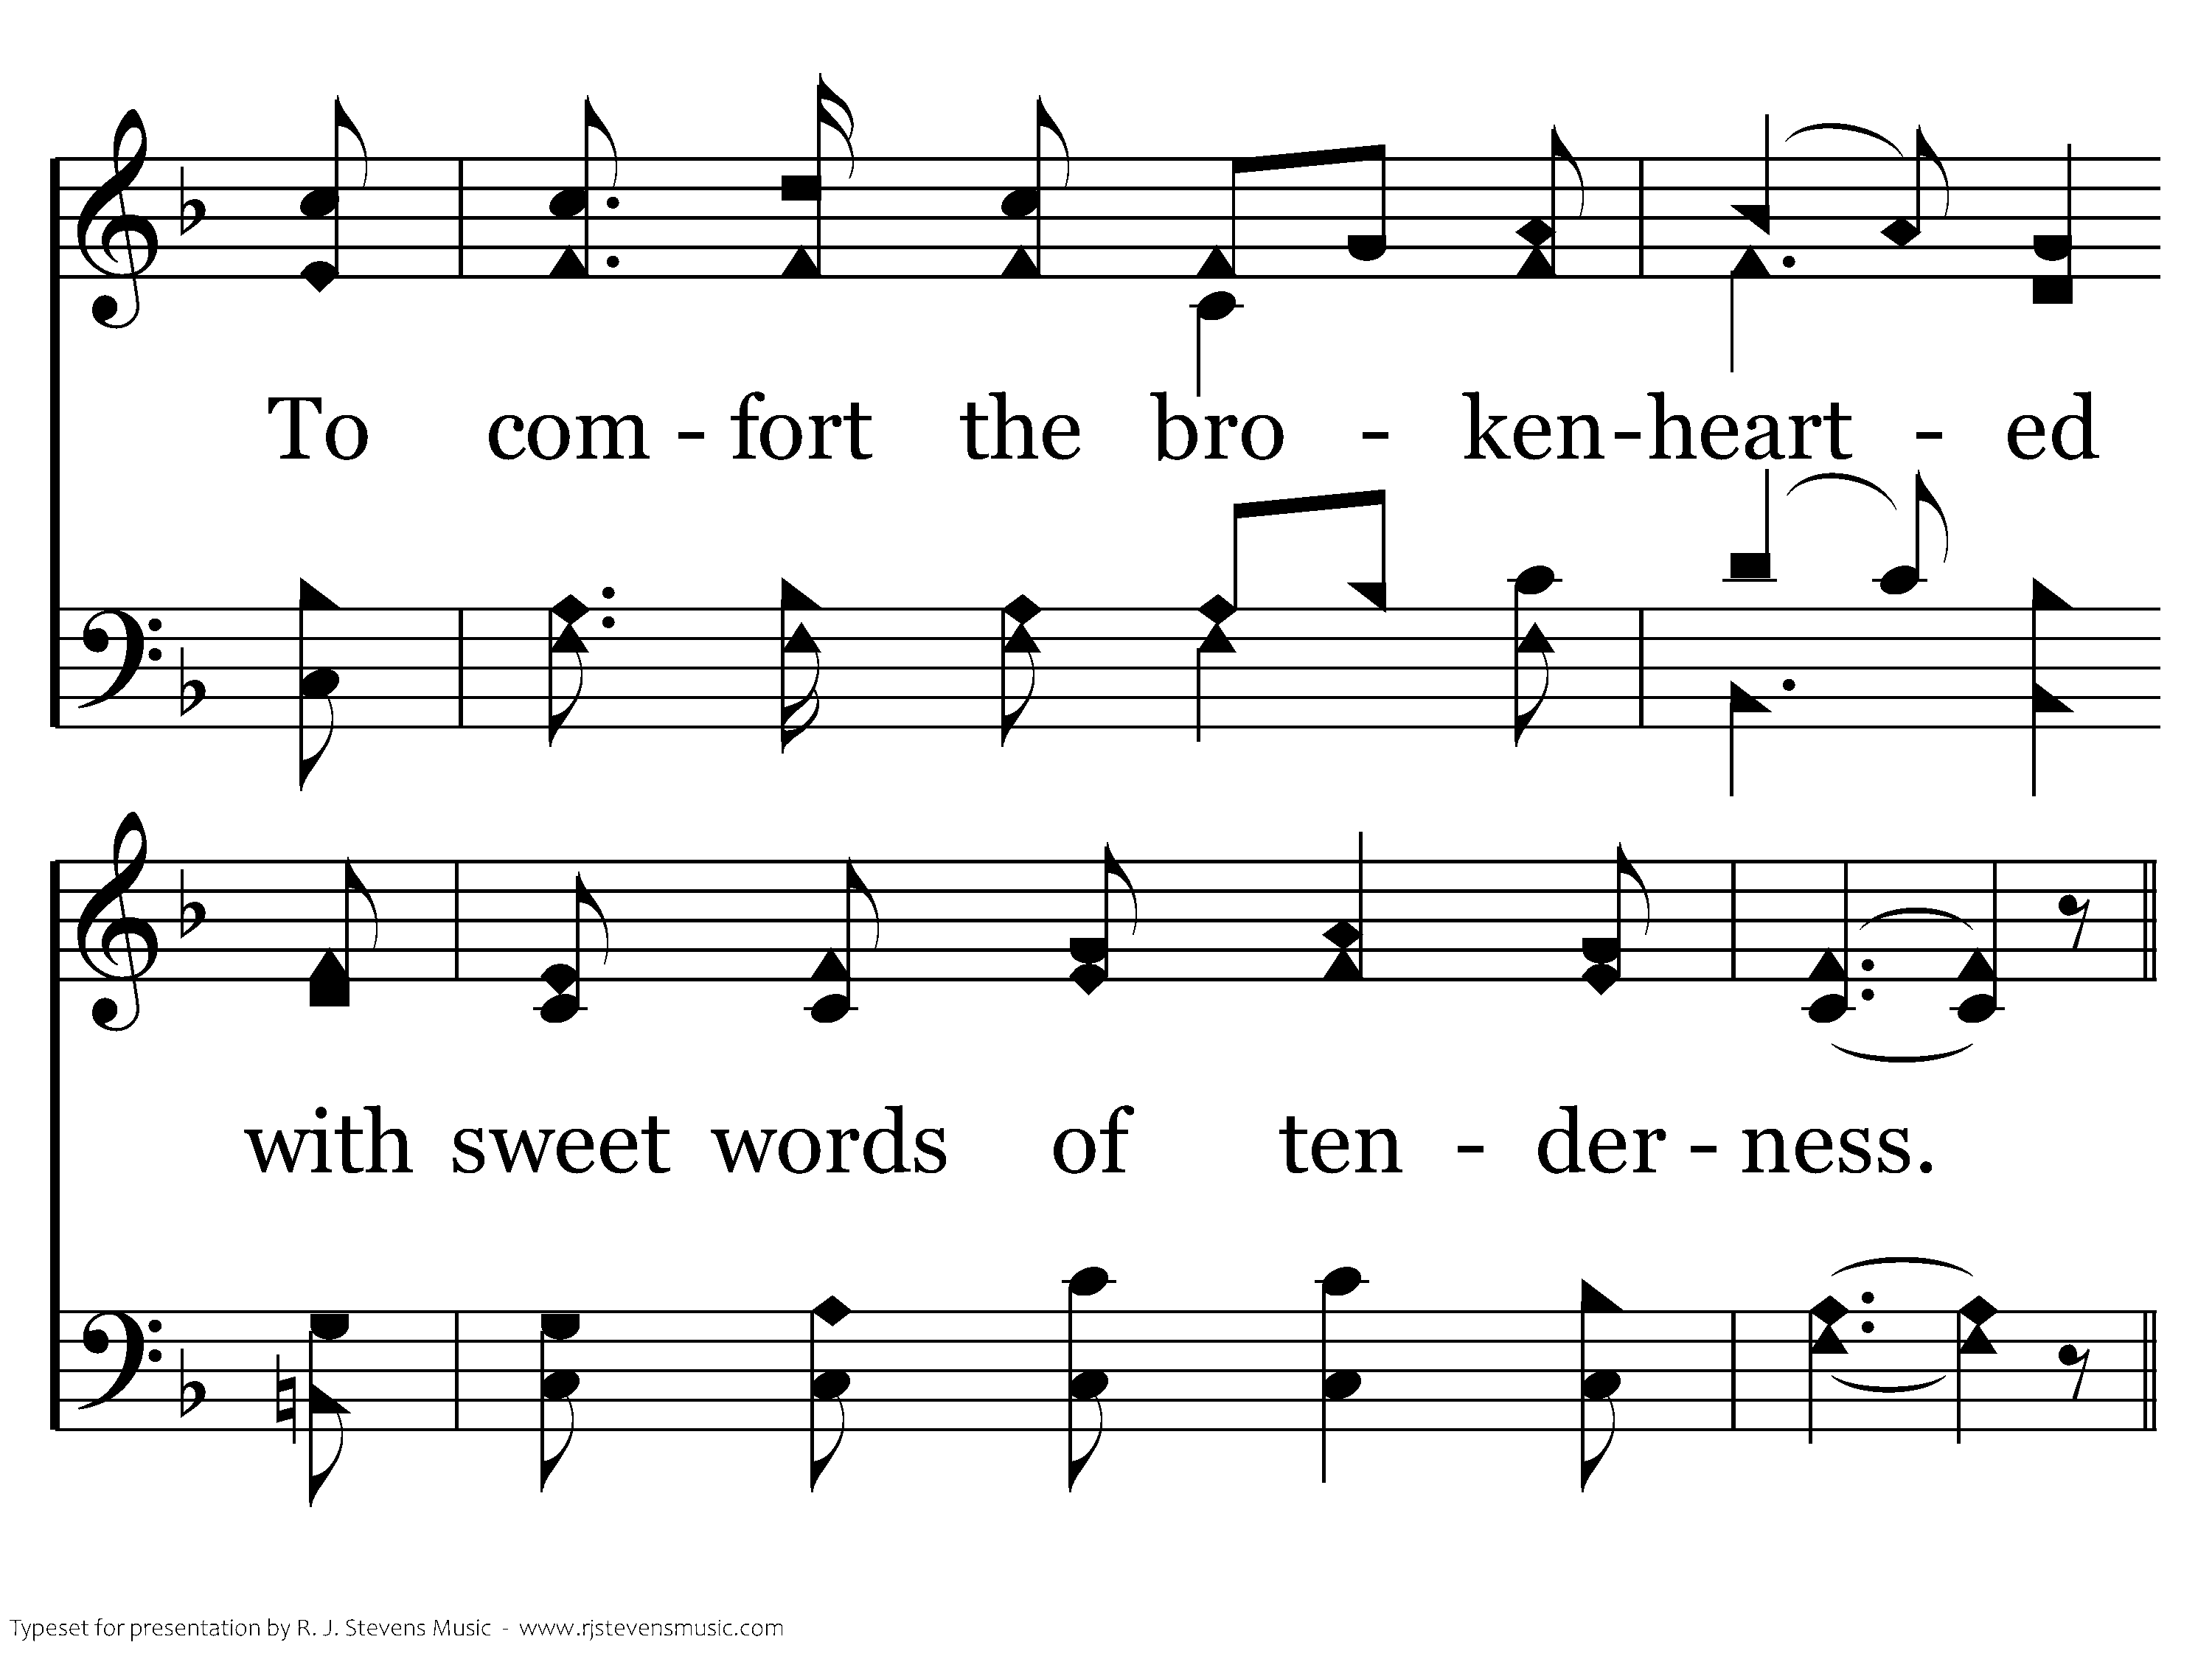 To com - fort the bro - ken-heart - ed
with sweet words of ten - der - ness.
Typeset for presentation by R. J. Stevens Music - www.rjstevensmusic.com